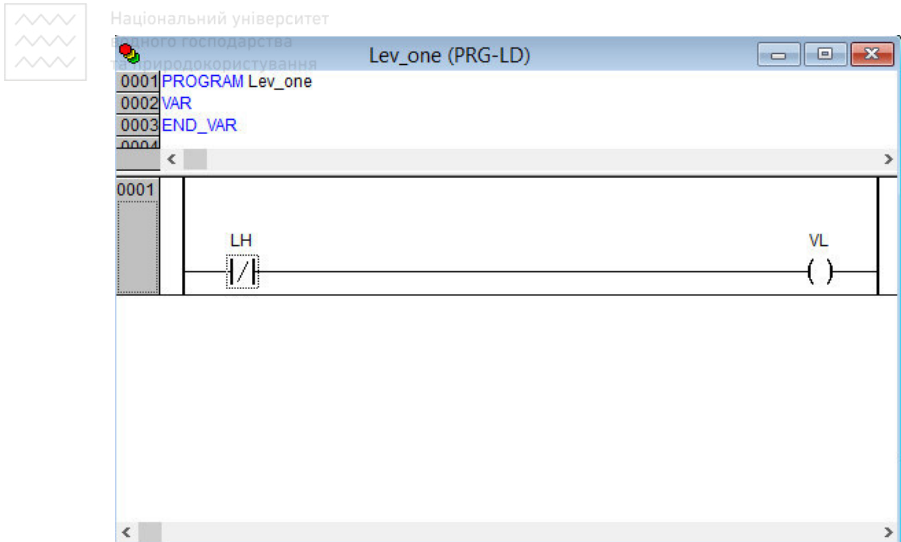 Національний університет
водного господарства
та природокористування
Lev_one (PRG-LD)
0001 PROGRAM Lev_one
0002 VAR
0003 END_VAR
0004
0001
LH
VL